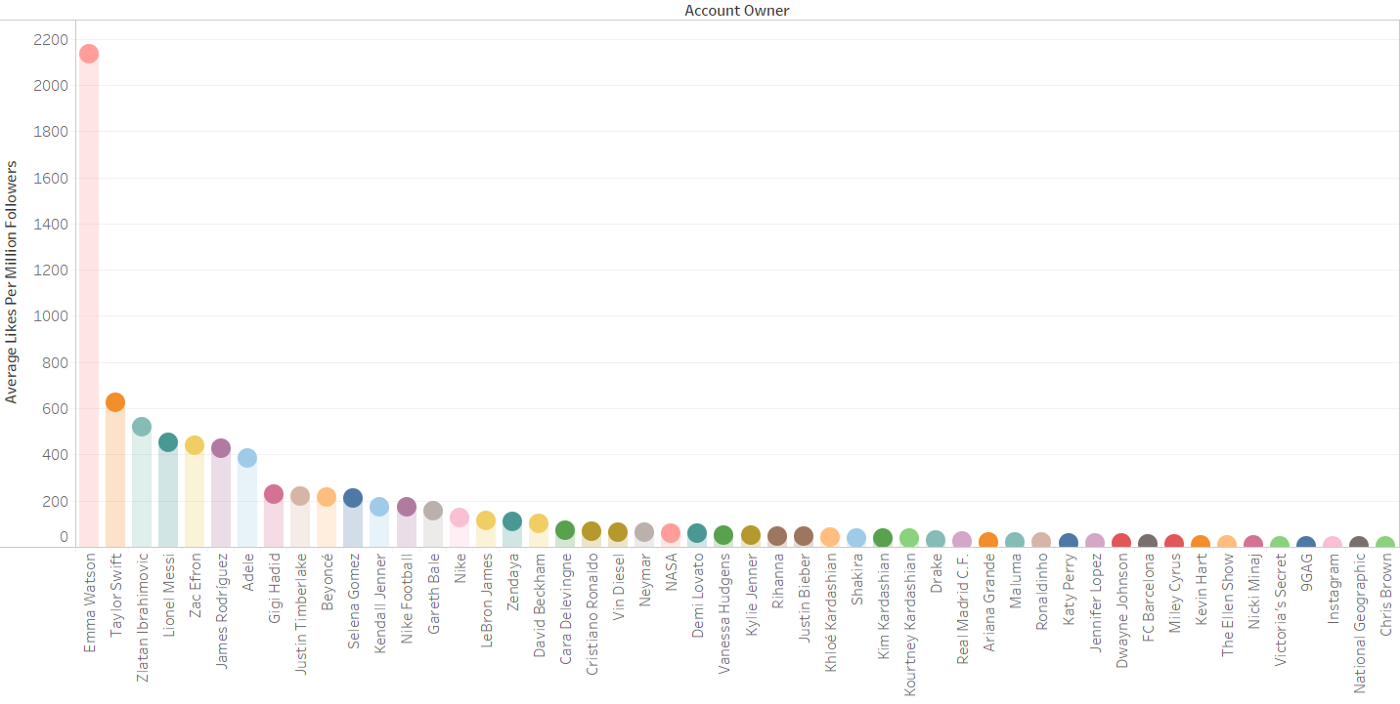 Account Owner
Average Likes Per Million Followers
2200
2000
1800
1600
1400
1200
1000
800
600
400
200
0
Emma Watson
Taylor Swift
Zlatan Ibrahimovic
Lionel Messi
Zac Efron
James Rodríguez
Adele
Gigi Hadid
Justin Timberlake
Beyoncé
Selena Gomez
Kendall Jenner
Nike Football
Gareth Bale
Nike
LeBron James
Zendaya
David Beckham
Cara Delevingne
Cristiano Ronaldo
Vin Diesel
Neymar
NASA
Demi Lovato
Vanessa Hudgens
Kylie Jenner
Rihanna
Justin Bieber
Khloé Kardashian
Shakira
Kim Kardashian
Kourtney Kardashian
Drake
Real Madrid C.F.
Ariana Grande
Maluma
Ronaldinho
Katy Perry
Jennifer Lopez
Dwayne Johnson
FC Barcelona
Miley Cyrus
Kevin Hart
The Ellen Show
Nicki Minaj
Victoria's Secret
9GAG
Instagram
National Geographic
Chris Brown